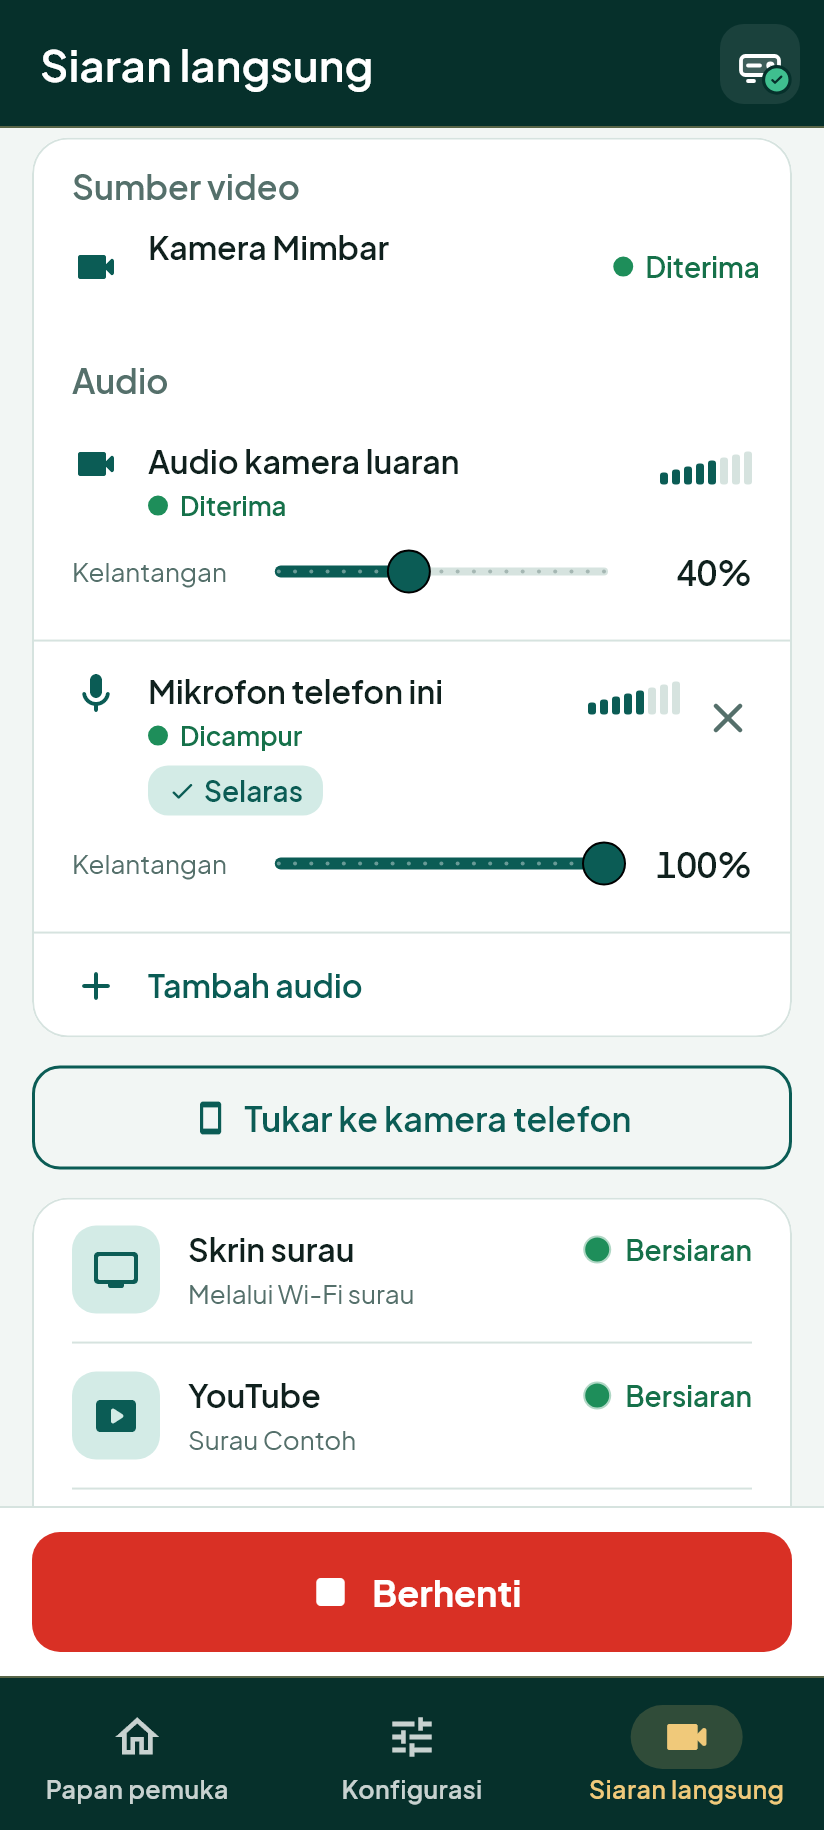 Siaran langsung
Sumber video
Kamera Mimbar
Diterima
Audio
Audio kamera luaran
Diterima
Kelantangan
40%
Mikrofon telefon ini
Dicampur
Selaras
Kelantangan
100%
Tambah audio
Tukar ke kamera telefon
Skrin surau
Bersiaran
Melalui Wi-Fi surau
YouTube
Bersiaran
Surau Contoh
Berhenti
Papan pemuka
Konfigurasi
Siaran langsung